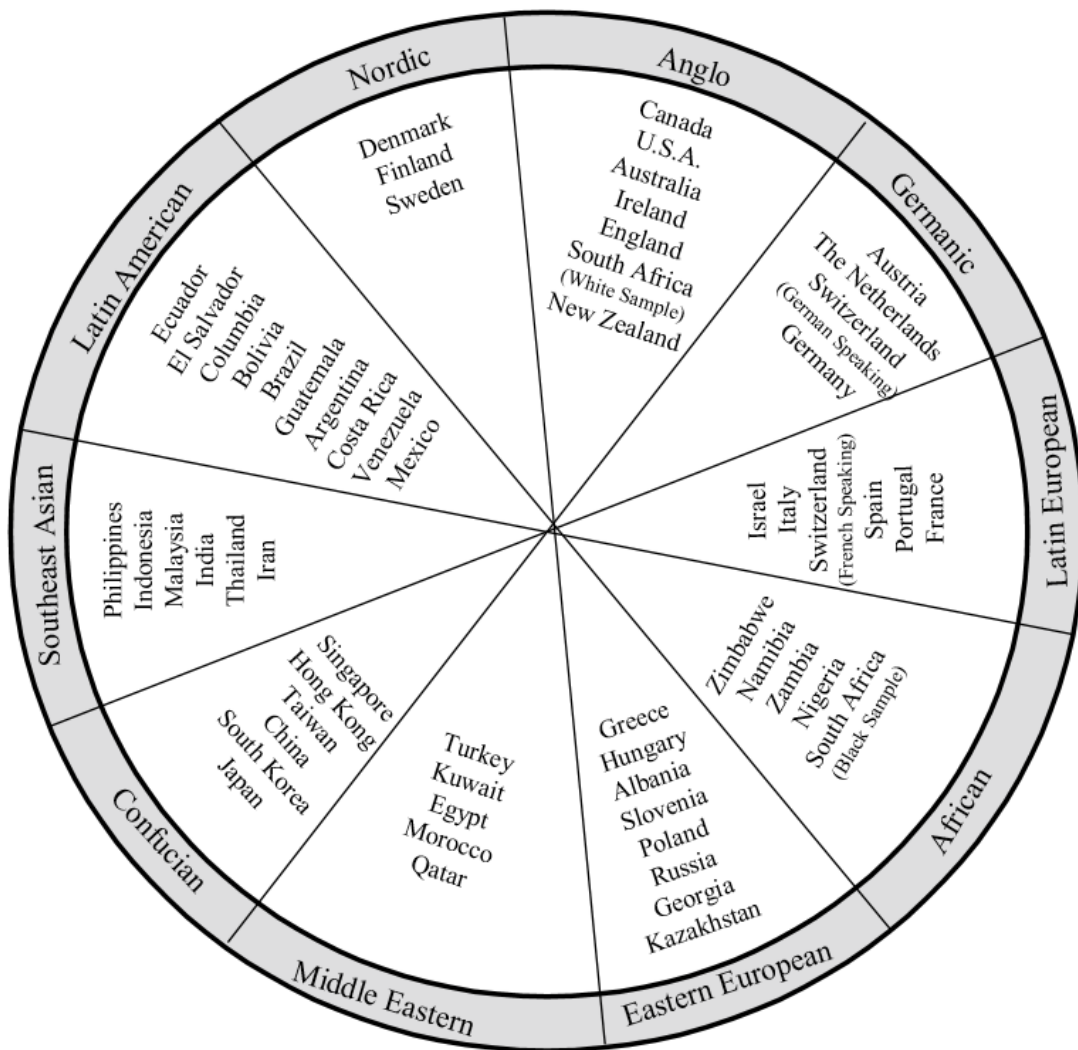 Nordic
Denmark
Finland
Sweden
Anglo
Canada
U.S.A.
Australia
Ireland
England
South Africa
(White Sample)
New Zealand
Germanic
Austria
The Netherlands
Switzerland
(German Speaking)
Germany
Latin European
Israel
Italy
Switzerland
(French Speaking)
Spain
Portugal
France
African
Zimbabwe
Namibia
Zambia
Nigeria
South Africa
(Black Sample)
Eastern European
Greece
Hungary
Albania
Slovenia
Poland
Russia
Georgia
Kazakhstan
Middle Eastern
Turkey
Kuwait
Egypt
Morocco
Qatar
Confucian
Singapore
Hong Kong
Taiwan
China
South Korea
Japan
Southeast Asian
Philippines
Indonesia
Malaysia
India
Thailand
Iran
Latin American
Ecuador
El Salvador
Columbia
Bolivia
Brazil
Guatemala
Argentina
Costa Rica
Venezuela
Mexico